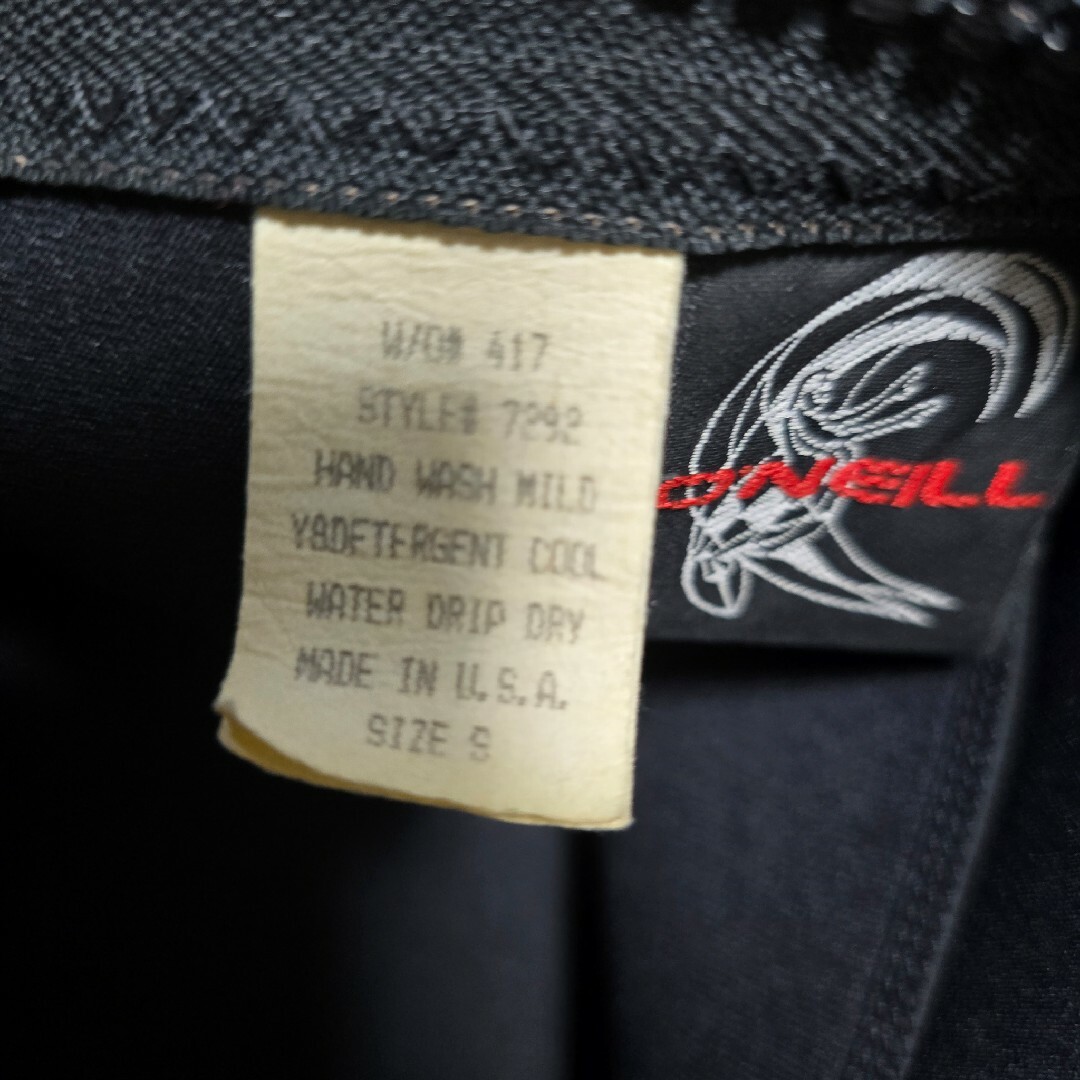 W/O# 417
STYLE# 7292
HAND WASH MILD
Y&DETERGENT COOL
WATER DRIP DRY
MADE IN U.S.A.
SIZE S
O'NEILL